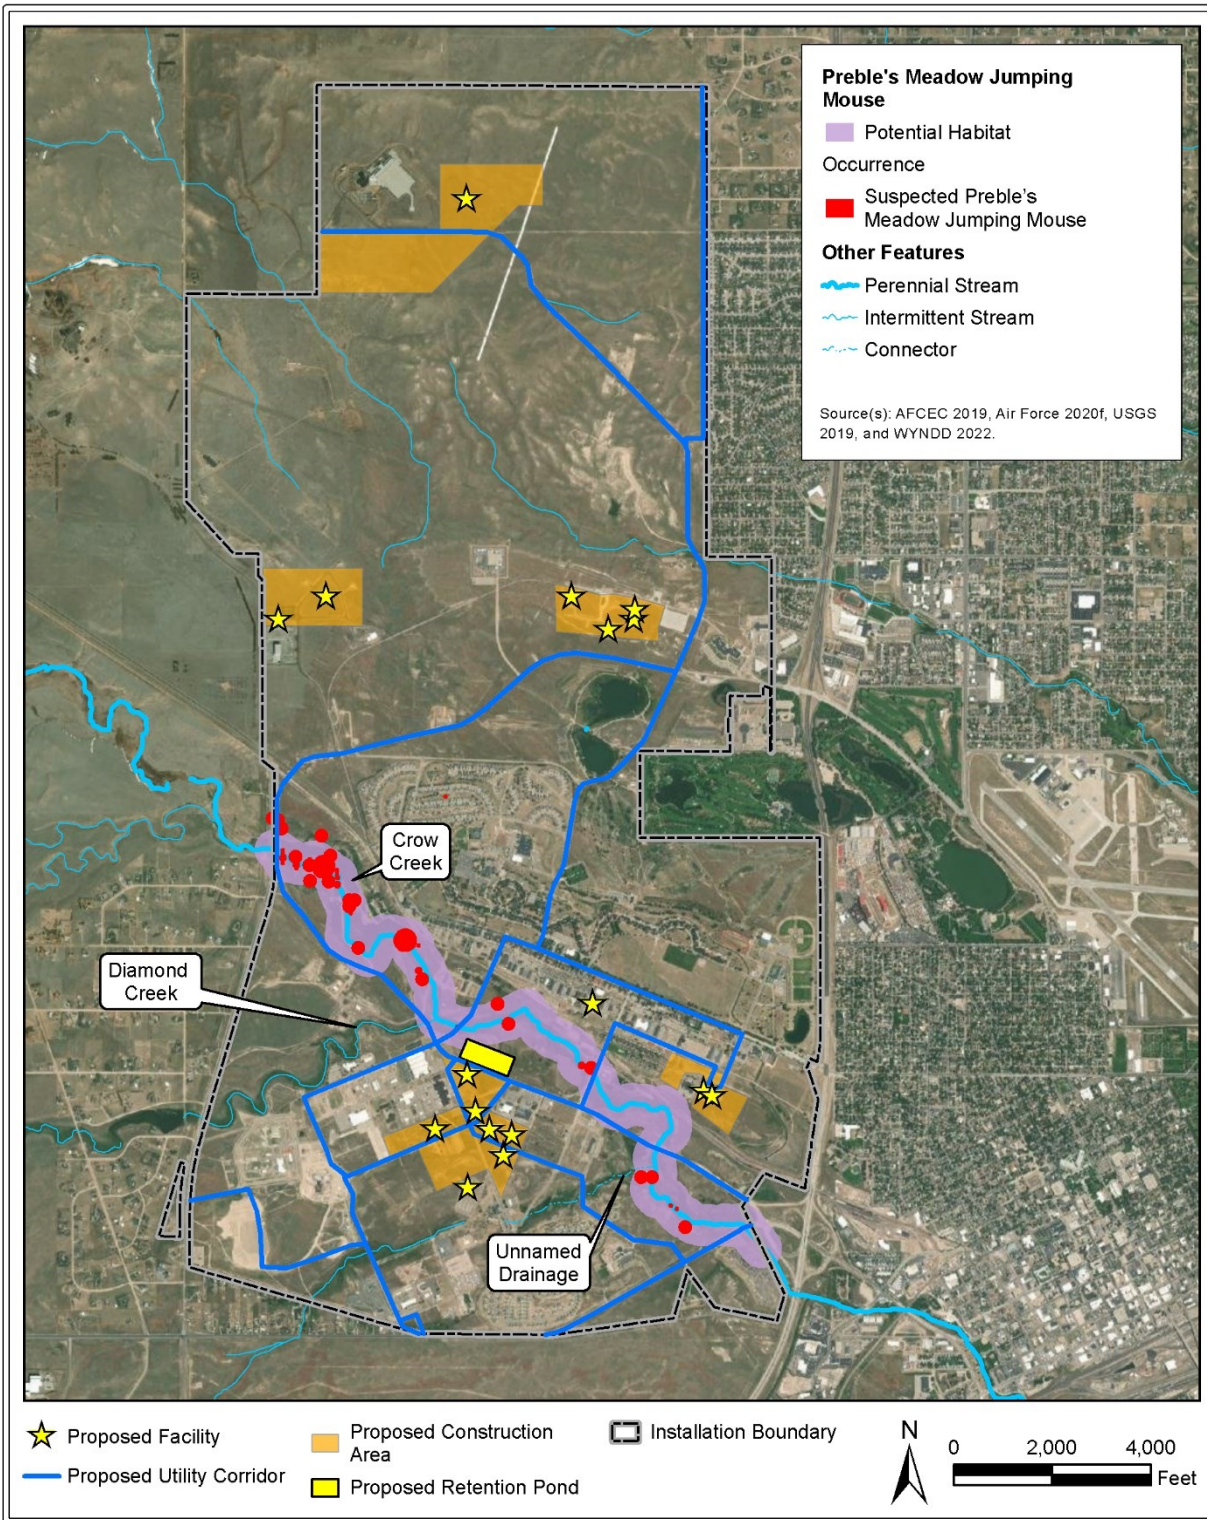 Preble's Meadow Jumping
Mouse
Potential Habitat
Occurrence
Suspected Preble's
Meadow Jumping Mouse
Other Features
Perennial Stream
Intermittent Stream
Connector
Source(s): AFCEC 2019, Air Force 2020f, USGS
2019, and WYNDD 2022.
Crow
Creek
Diamond
Creek
Unnamed
Drainage
Proposed Facility
Proposed Utility Corridor
Proposed Construction
Area
Proposed Retention Pond
Installation Boundary
N
0 2,000 4,000
Feet